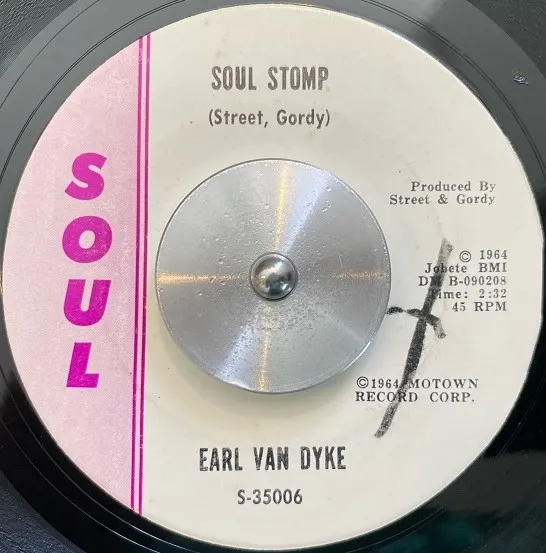 SOUL STOMP
(Street, Gordy)
SOUL
Produced By
Street & Gordy
© 1964
Jobete BMI
DM B-090208
Time: 2:32
45 RPM
©1964 MOTOWN
RECORD CORP.
EARL VAN DYKE
S-35006